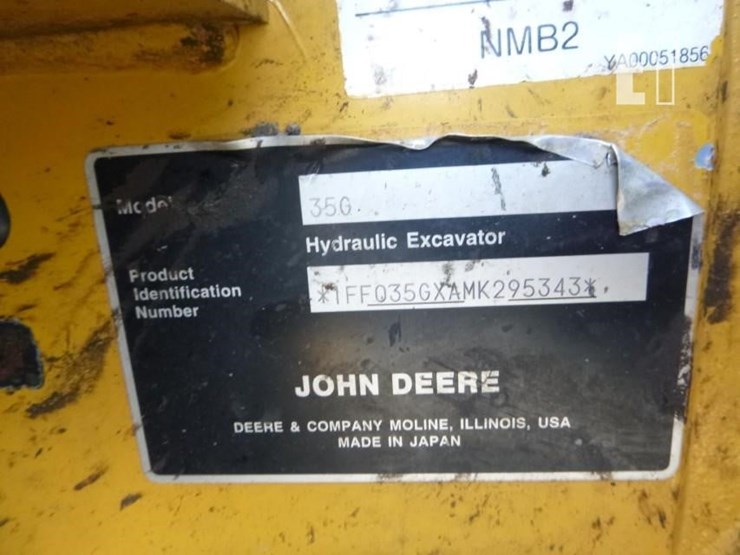 NMB2
YA00051856
Model
35G
Hydraulic Excavator
Product
Identification
Number
*1FFQ35GXAMK295343*
JOHN DEERE
DEERE & COMPANY MOLINE, ILLINOIS, USA
MADE IN JAPAN